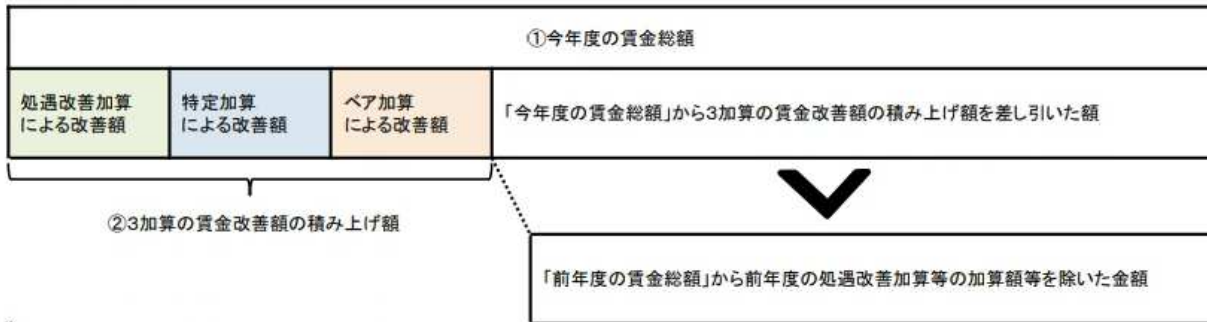 ①今年度の賃金総額
処遇改善加算
による改善額
特定加算
による改善額
ベア加算
による改善額
「今年度の賃金総額」から3加算の賃金改善額の積み上げ額を差し引いた額
②3加算の賃金改善額の積み上げ額
「前年度の賃金総額」から前年度の処遇改善加算等の加算額等を除いた金額